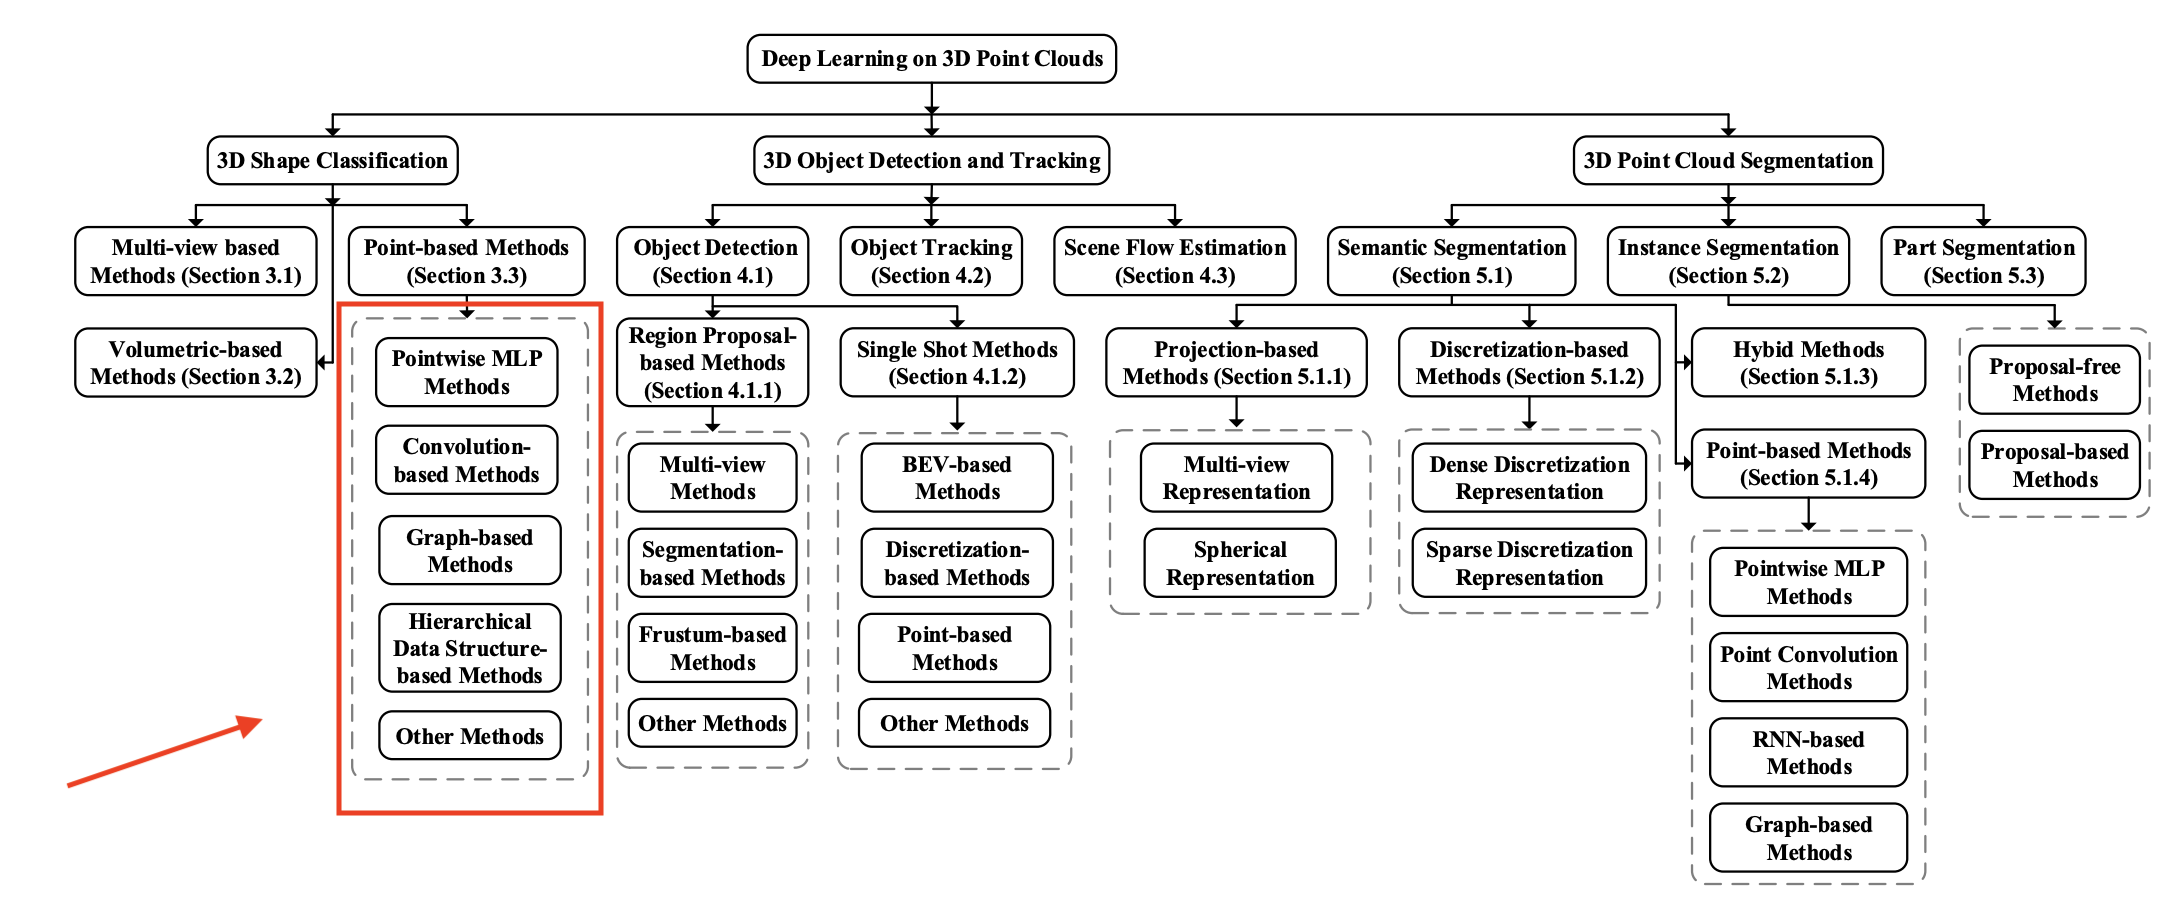 Deep Learning on 3D Point Clouds
3D Shape Classification
3D Object Detection and Tracking
3D Point Cloud Segmentation
Multi-view based
Methods (Section 3.1)
Point-based Methods
(Section 3.3)
Object Detection
(Section 4.1)
Object Tracking
(Section 4.2)
Scene Flow Estimation
(Section 4.3)
Semantic Segmentation
(Section 5.1)
Instance Segmentation
(Section 5.2)
Part Segmentation
(Section 5.3)
Volumetric-based
Methods (Section 3.2)
Pointwise MLP
Methods
Convolution-
based Methods
Graph-based
Methods
Hierarchical
Data Structure-
based Methods
Other Methods
Region Proposal-
based Methods
(Section 4.1.1)
Multi-view
Methods
Segmentation-
based Methods
Frustum-based
Methods
Other Methods
Single Shot Methods
(Section 4.1.2)
BEV-based
Methods
Discretization-
based Methods
Point-based
Methods
Other Methods
Projection-based
Methods (Section 5.1.1)
Multi-view
Representation
Spherical
Representation
Discretization-based
Methods (Section 5.1.2)
Dense Discretization
Representation
Sparse Discretization
Representation
Hybid Methods
(Section 5.1.3)
Point-based Methods
(Section 5.1.4)
Pointwise MLP
Methods
Point Convolution
Methods
RNN-based
Methods
Graph-based
Methods
Proposal-free
Methods
Proposal-based
Methods